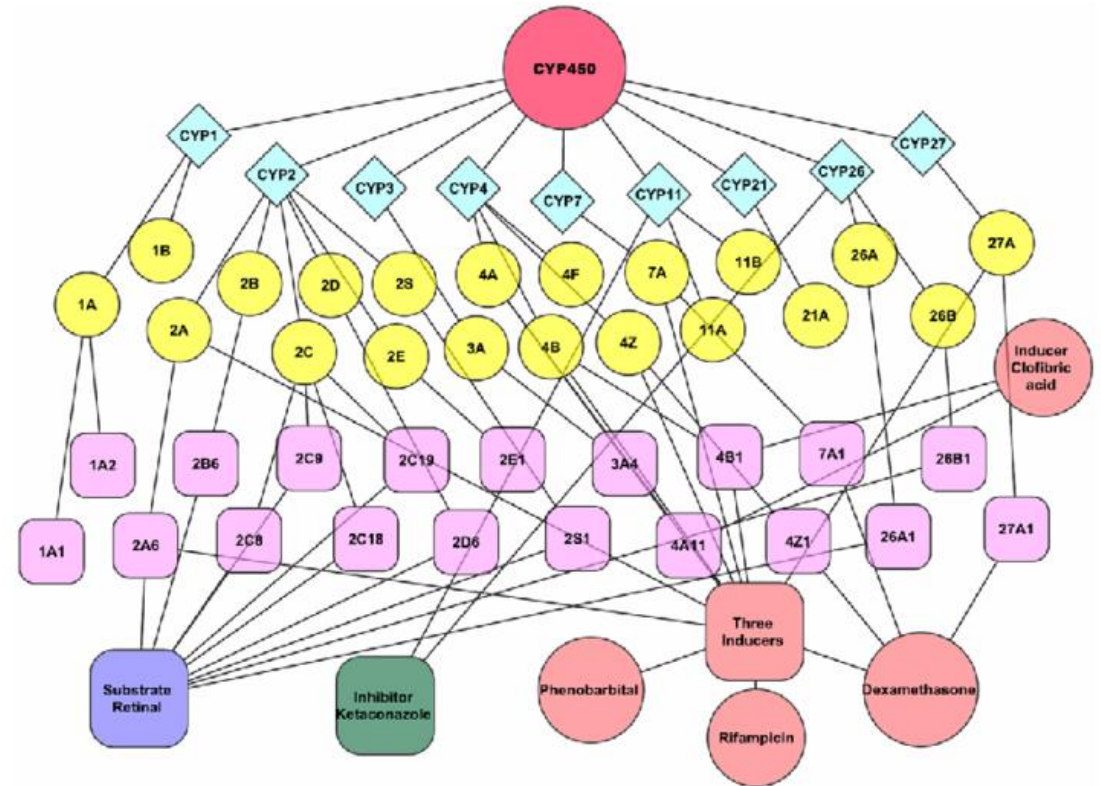 CYP450
CYP1
CYP2
CYP3
CYP4
CYP7
CYP11
CYP21
CYP26
CYP27
1B
1A
2A
2B
2C
2D
2E
2S
3A
4A
4B
4F
4Z
7A
11A
11B
21A
26A
26B
27A
Inducer
Clofibric
acid
1A2
2B6
2C9
2C19
2E1
3A4
4B1
7A1
26B1
1A1
2A6
2C8
2C18
2D6
2S1
4A11
4Z1
26A1
27A1
Substrate
Retinal
Inhibitor
Ketaconazole
Three
Inducers
Phenobarbital
Rifampicin
Dexamethasone